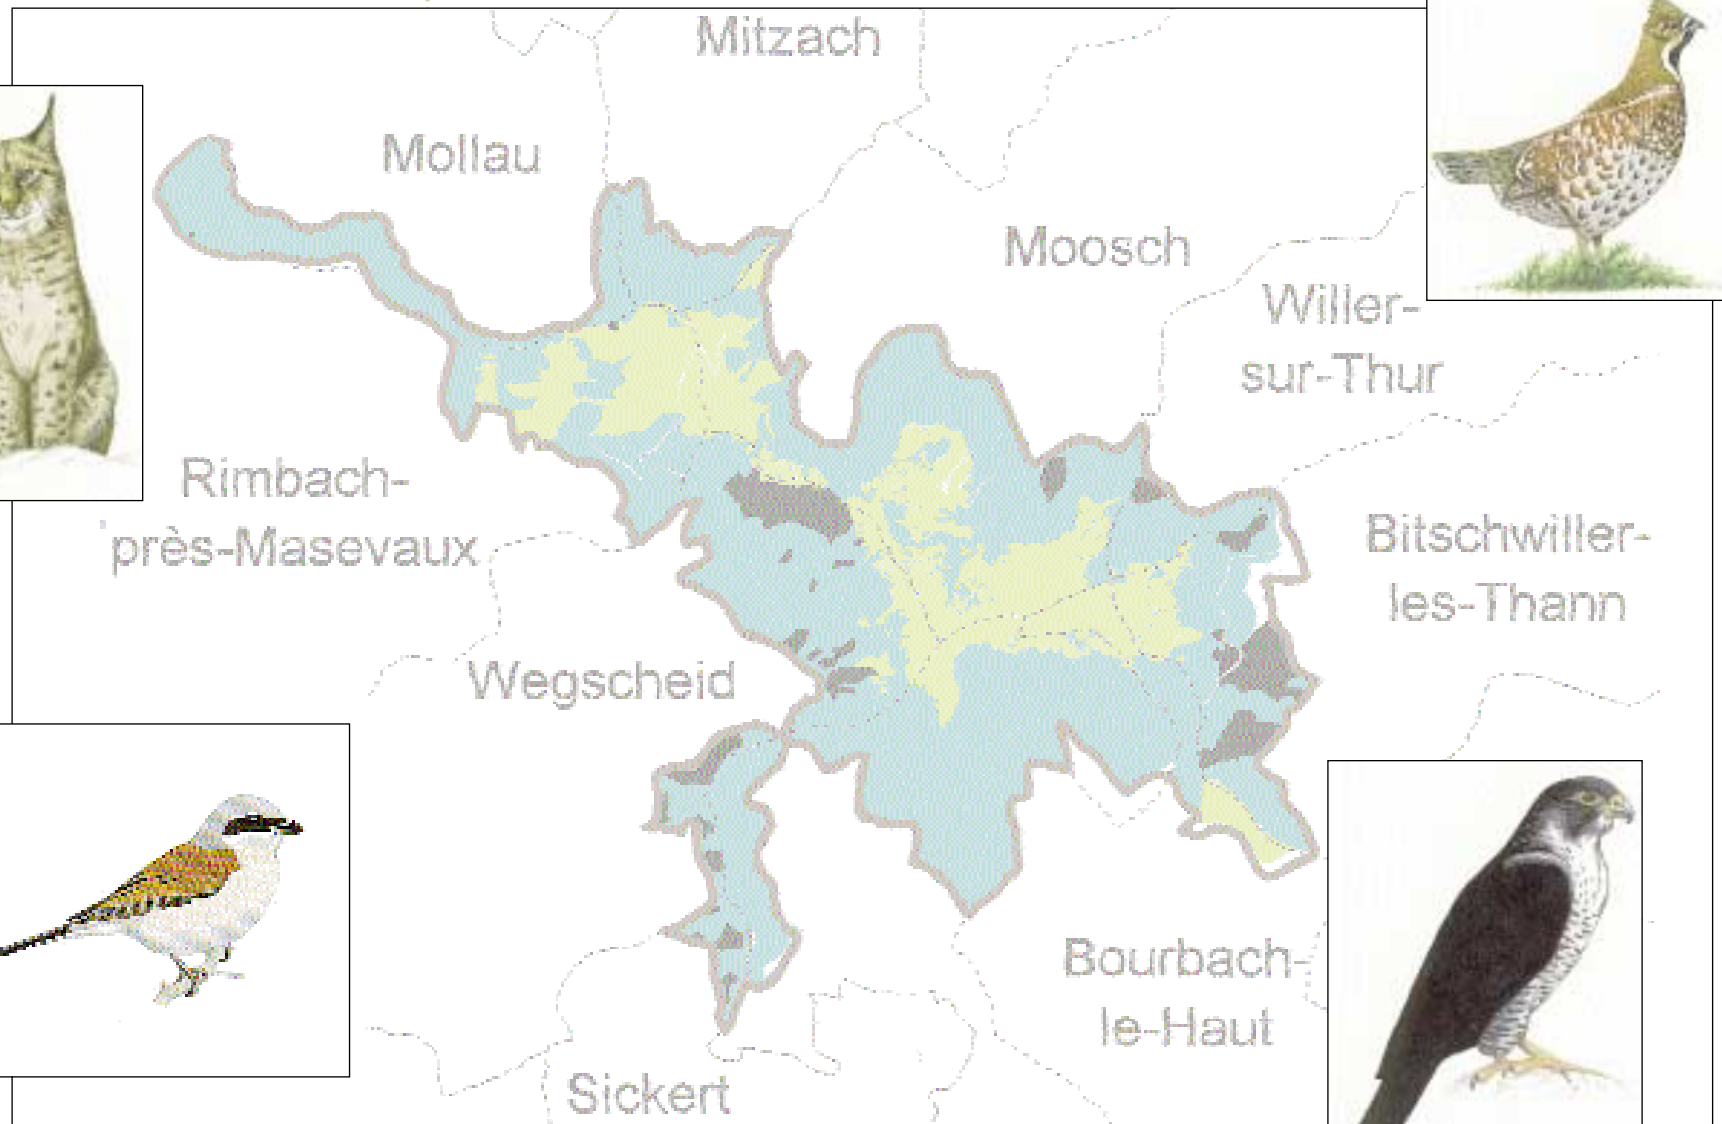 Mitzach
Mollau
Moosch
Willer-
sur-Thur
Rimbach-
près-Masevaux
Bitschwiller-
les-Thann
Wegscheid
Bourbach-
le-Haut
Sickert